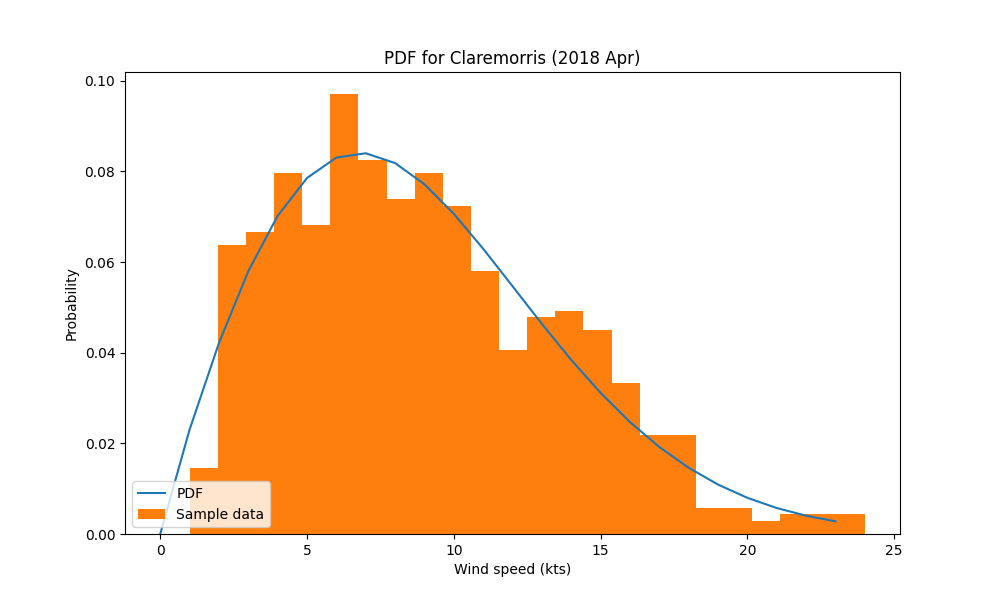 PDF for Claremorris (2018 Apr)
0.10
0.08
0.06
0.04
0.02
0.00
Probability
PDF
Sample data
0 5 10 15 20 25
Wind speed (kts)